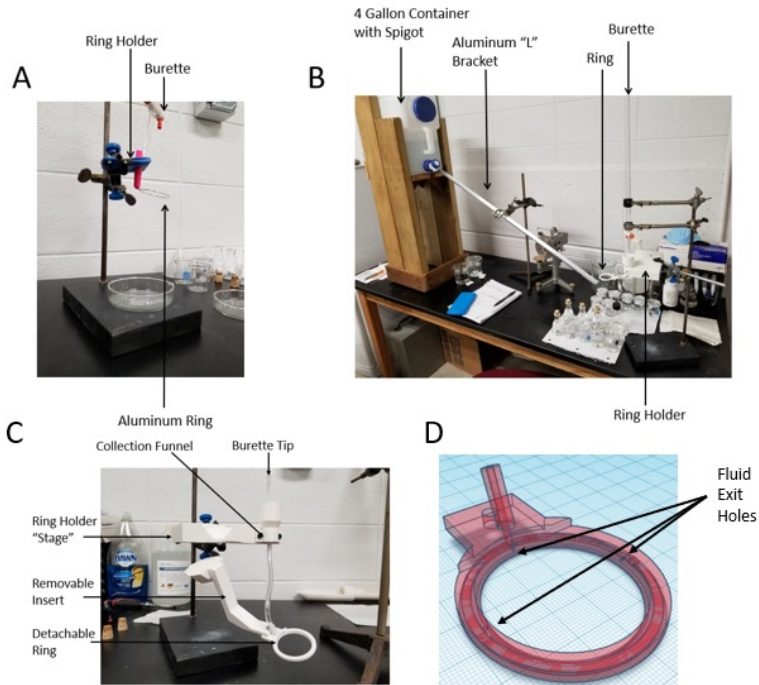 A
Ring Holder
Burette
Aluminum Ring
B
4 Gallon Container
with Spigot
Aluminum “L”
Bracket
Ring
Burette
Ring Holder
C
Collection Funnel
Burette Tip
Ring Holder
“Stage”
Removable
Insert
Detachable
Ring
DAWN
D
Fluid
Exit
Holes